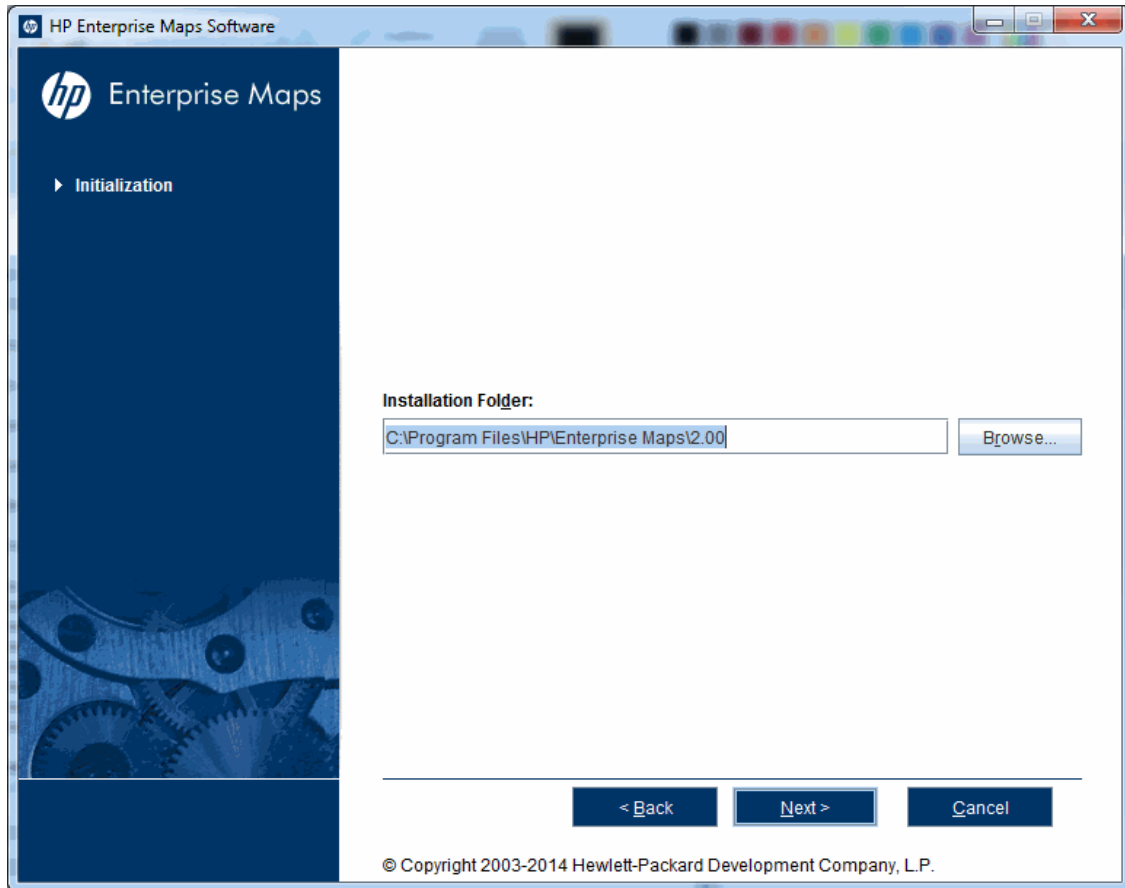 HP Enterprise Maps Software
hp Enterprise Maps
Initialization
Installation Folder:
C:\Program Files\HP\Enterprise Maps\2.00
Browse...
< Back
Next >
Cancel
© Copyright 2003-2014 Hewlett-Packard Development Company, L.P.